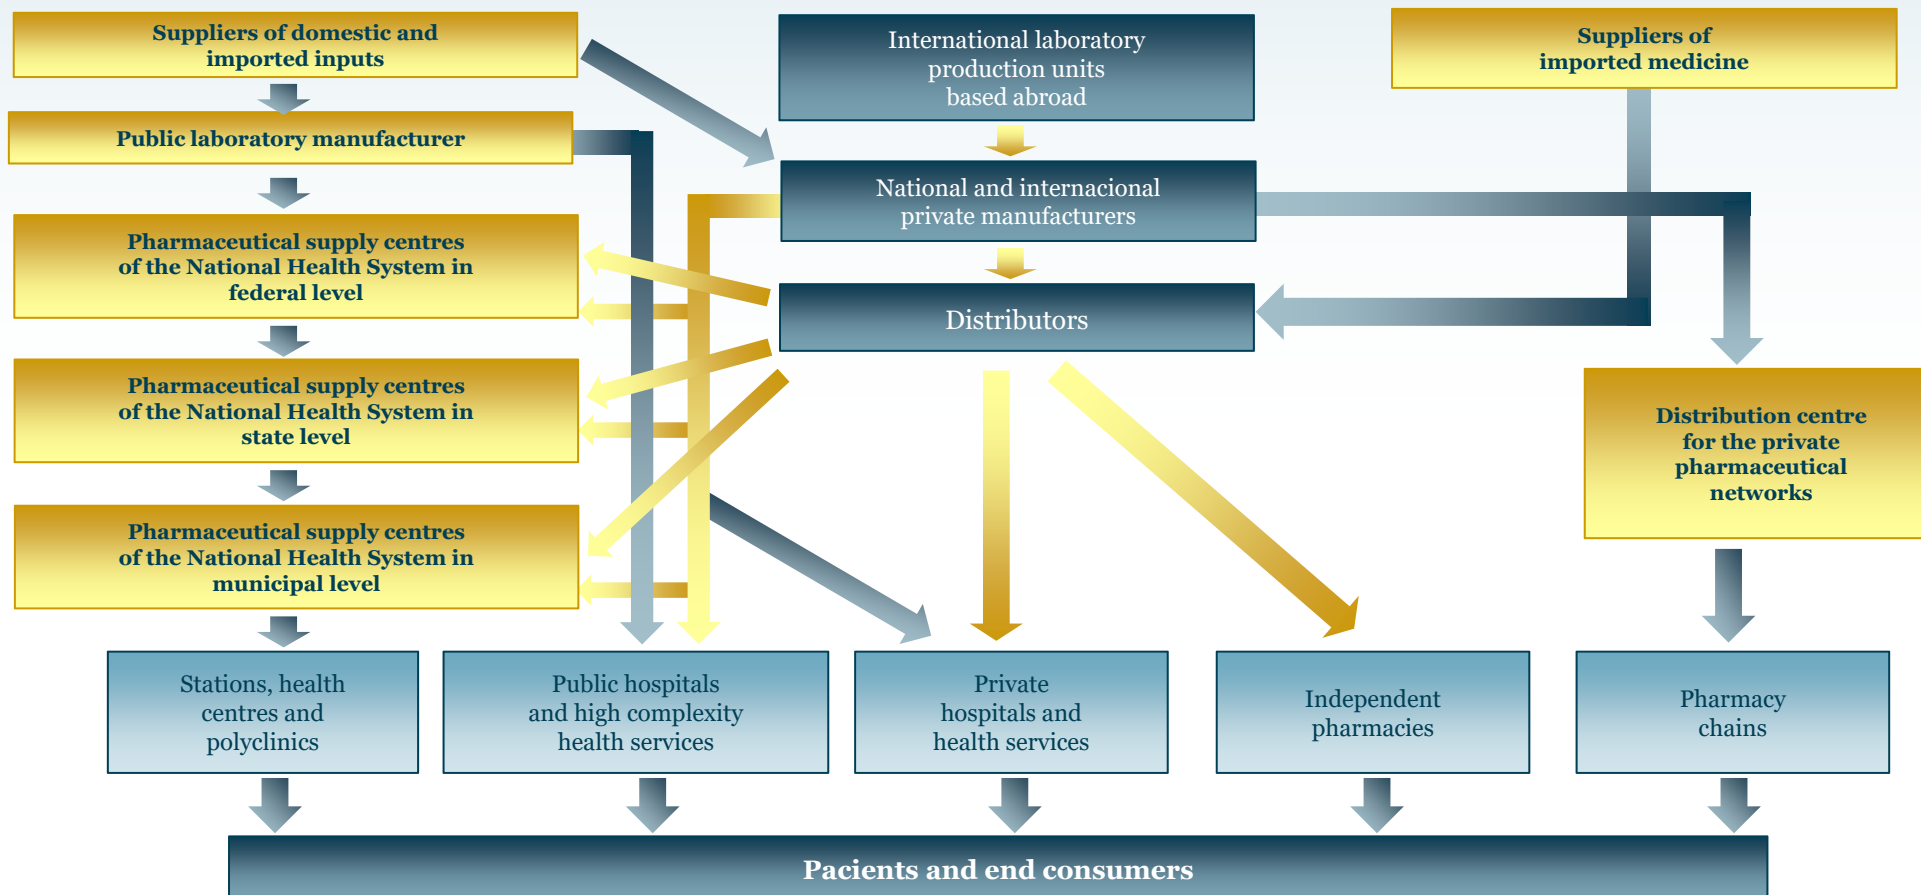 Suppliers of domestic and
imported inputs
International laboratory
production units
based abroad
Suppliers of
imported medicine
Public laboratory manufacturer
National and internacional
private manufacturers
Pharmaceutical supply centres
of the National Health System in
federal level
Distributors
Pharmaceutical supply centres
of the National Health System in
state level
Distribution centre
for the private
pharmaceutical
networks
Pharmaceutical supply centres
of the National Health System in
municipal level
Stations, health
centres and
polyclinics
Public hospitals
and high complexity
health services
Private
hospitals and
health services
Independent
pharmacies
Pharmacy
chains
Pacients and end consumers